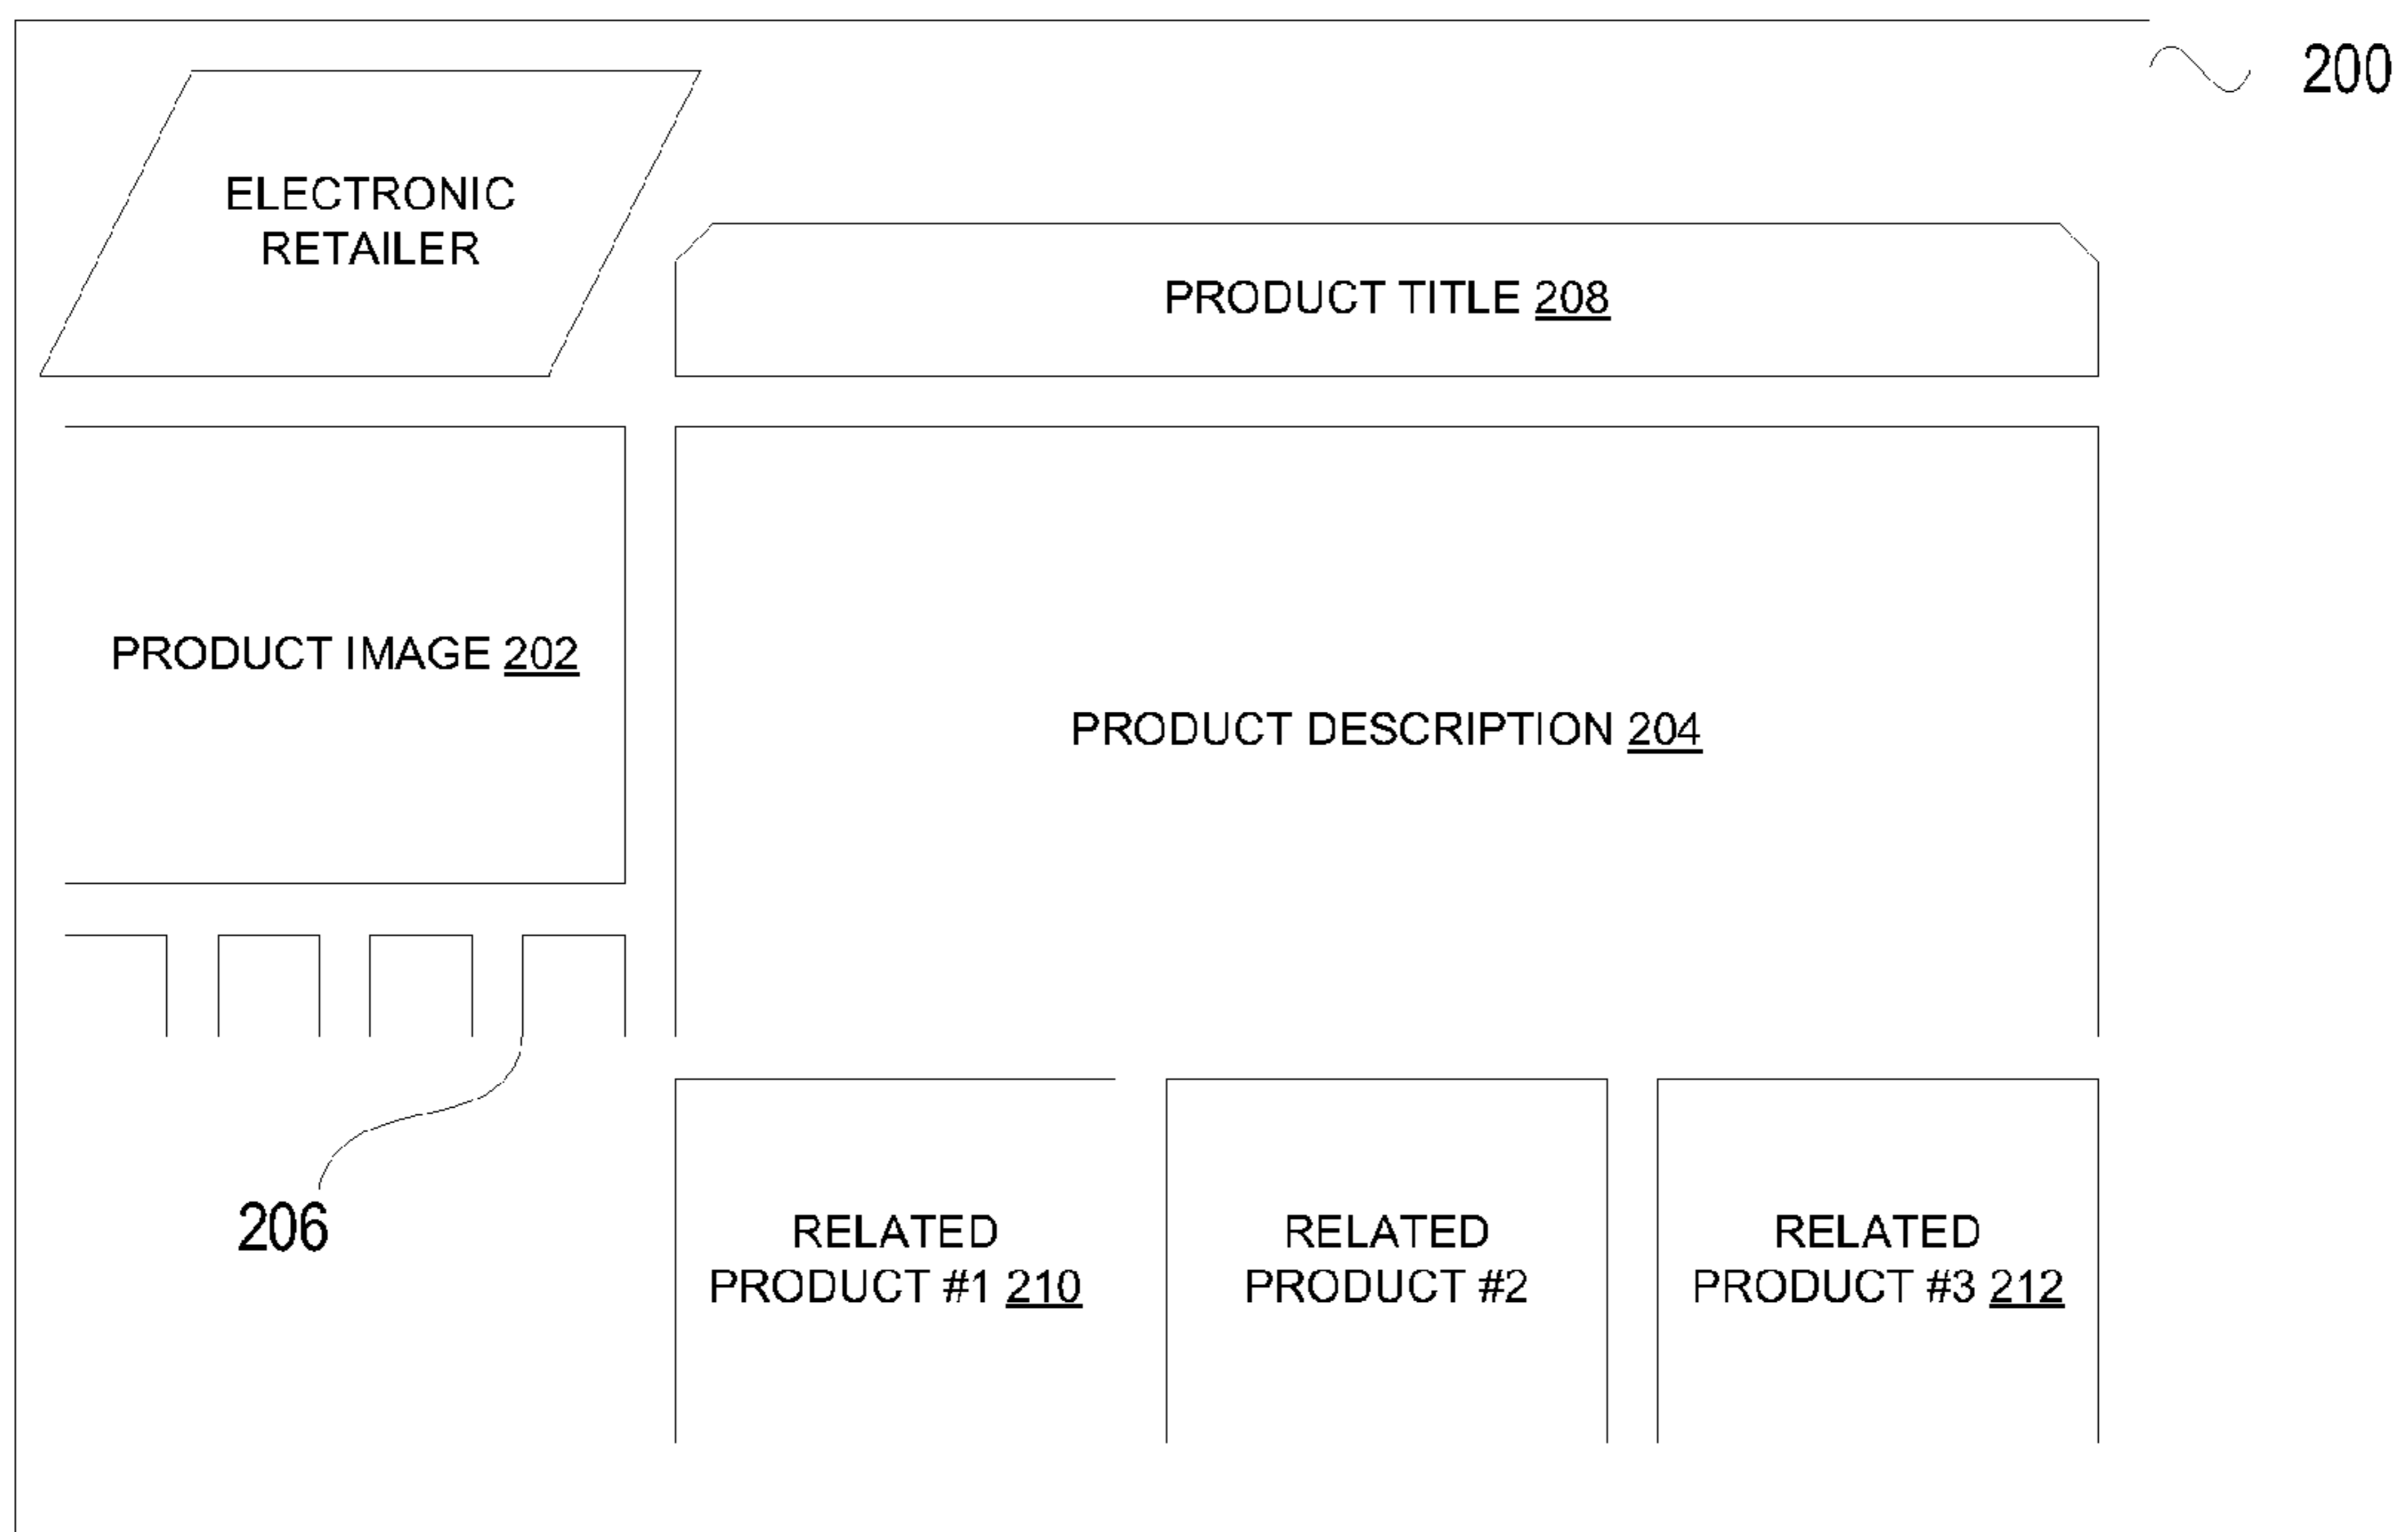 200
ELECTRONIC
RETAILER
PRODUCT TITLE 208
PRODUCT IMAGE 202
PRODUCT DESCRIPTION 204
206
RELATED
PRODUCT #1 210
RELATED
PRODUCT #2
RELATED
PRODUCT #3 212